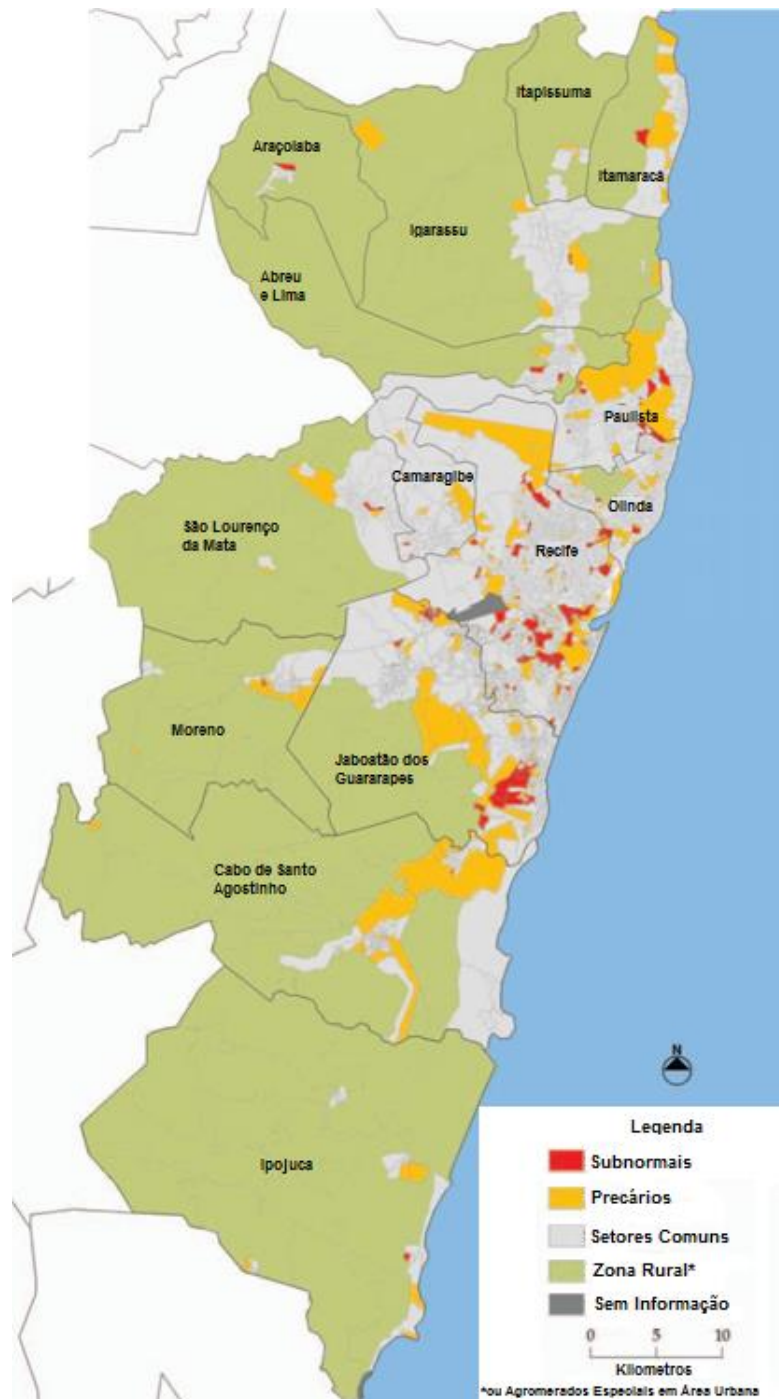 Itapissuma
Araçoiaba
Itamaracá
Igarassu
Abreu
e Lima
Paulista
Camaragibe
Olinda
São Lourenço
da Mata
Recife
Moreno
Jaboatão dos
Guararapes
Cabo de Santo
Agostinho
N
Ipojuca
Legenda
Subnormais
Precários
Setores Comuns
Zona Rural*
Sem Informação
0 5 10
Kilometros
*ou Agromerados Especiais em Área Urbana